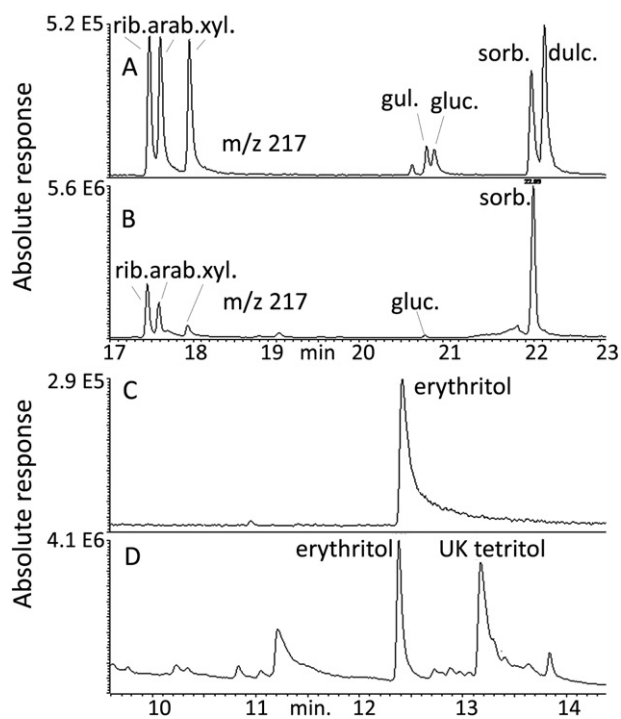 5.2 E5
rib.arab.xyl.
sorb. dulc.
A
gul. gluc.
m/z 217
Absolute response
5.6 E6
22.09
B
sorb.
rib.arab.xyl.
m/z 217
gluc.
17 18 19 min 20 21 22 23
2.9 E5
C
erythritol
Absolute response
4.1 E6
D
erythritol UK tetritol
10 11 min. 12 13 14